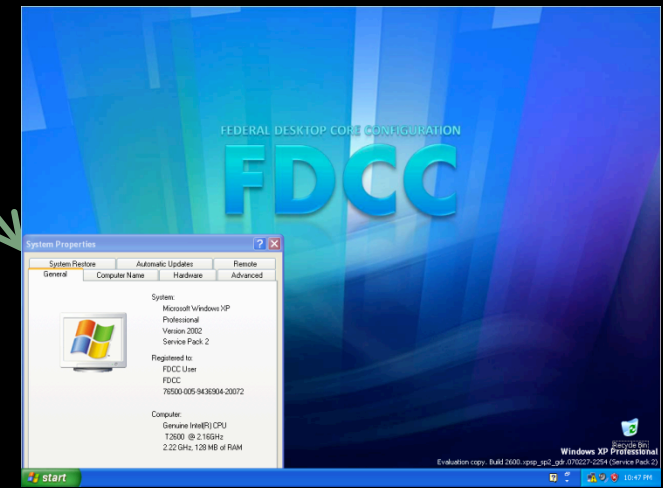 FEDERAL DESKTOP CORE CONFIGURATION
FDCC
System Properties
System Restore
Automatic Updates
Remote
General
Computer Name
Hardware
Advanced
System:
Microsoft Windows XP
Professional
Version 2002
Service Pack 2
Registered to:
FDCC User
FDCC
76500-005-9436904-20072
Computer:
Genuine Intel(R) CPU
T2600 @ 2.16GHz
2.22 GHz, 128 MB of RAM
Recycle Bin
Windows XP Professional
Evaluation copy. Build 2600.xpsp_sp2_gdr.070227-2254 (Service Pack 2)
start
10:47 PM